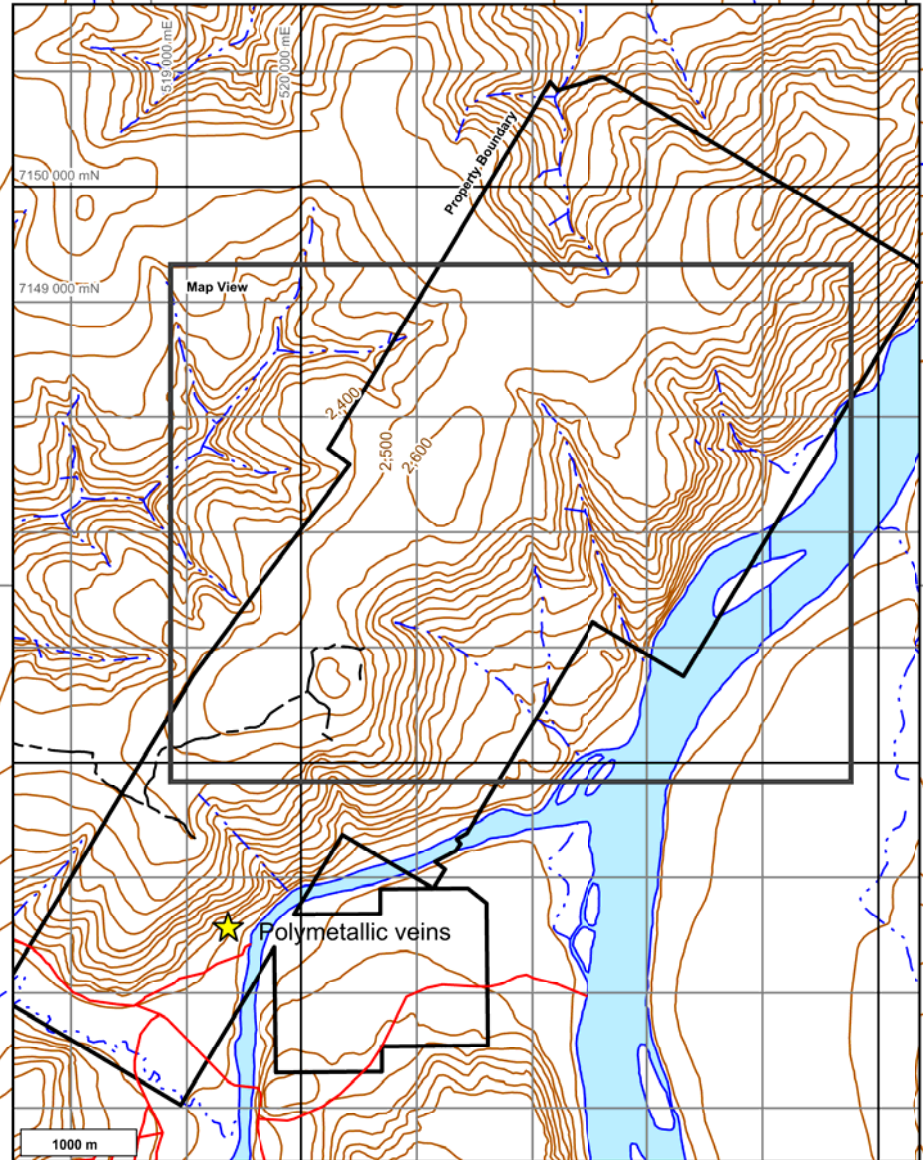 519 000 mE
520 000 mE
Property Boundary
7150 000 mN
7149 000 mN
Map View
2,400
2,500
2,600
Polymetallic veins
1000 m